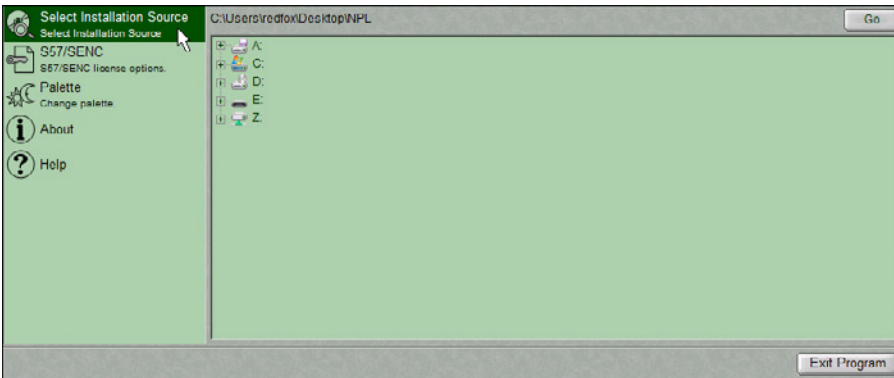 Select Installation Source
Select Installation Source
S57/SENC
S57/SENC license options.
Palette
Change palette
About
Help
C:\Users\redfox\Desktop\NPL
Go
A:
C:
D:
E:
Z:
Exit Program